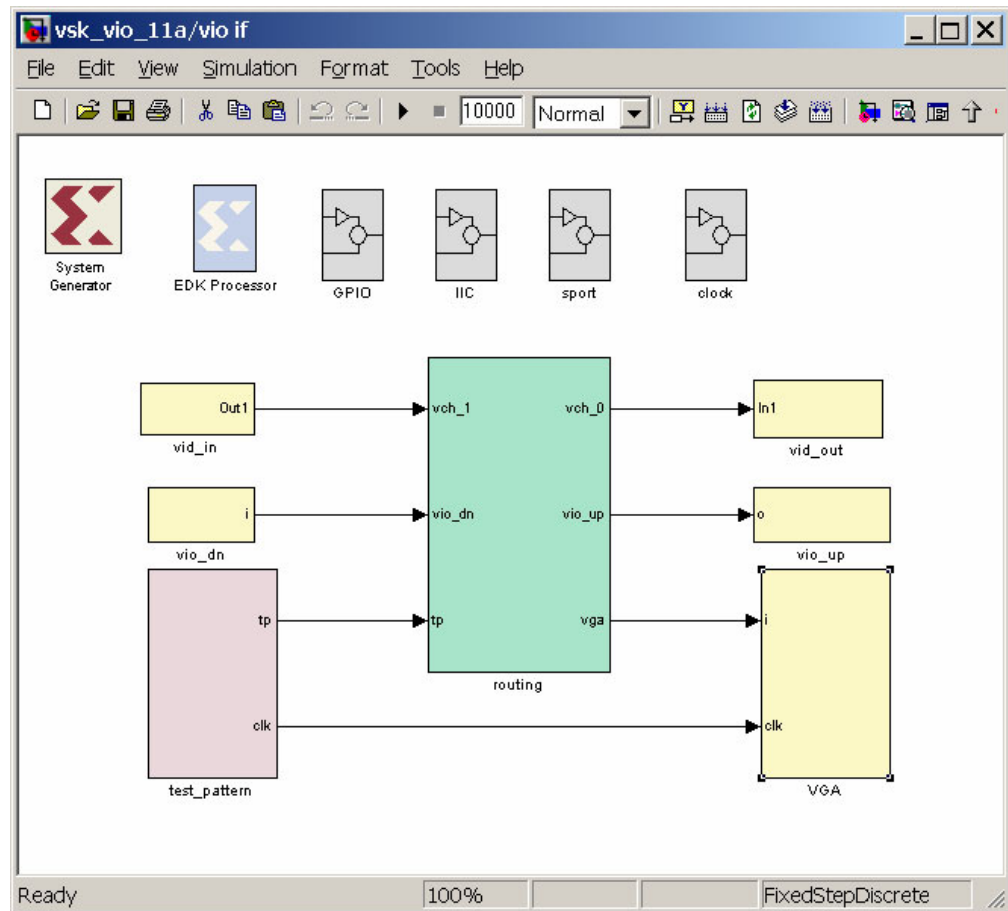 vsk_vio_11a/vio if
File Edit View Simulation Format Tools Help
10000 Normal
System
Generator
EDK Processor
GPIO
IIC
sport
clock
Out1
vch_1
vch_0
In1
vid_in
vid_out
i
vio_dn
vio_up
o
vio_dn
vio_up
tp
tp
vga
i
routing
clk
clk
test_pattern
VGA
Ready 100% FixedStepDiscrete